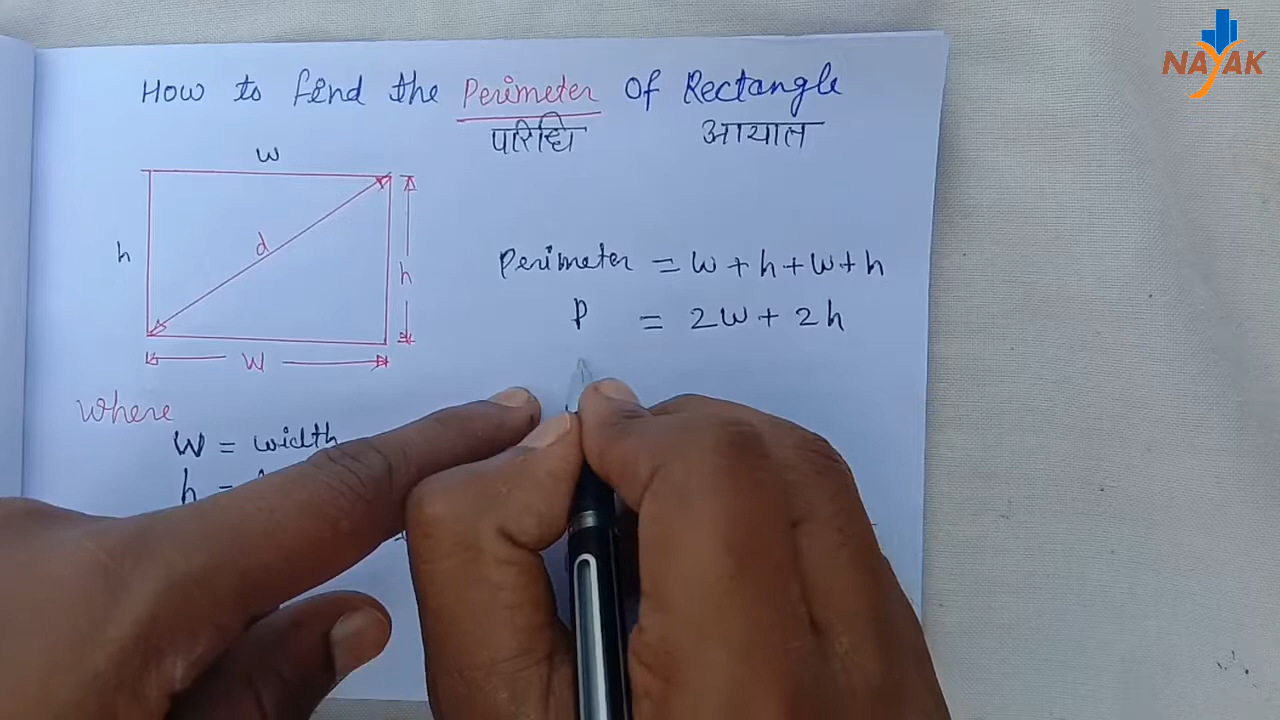 NAYAK
How to find the Perimeter of Rectangle
परिधि आयात
w
h
d
h
W
Perimeter = w + h + w + h
P = 2w + 2h
Where
W = width
h =